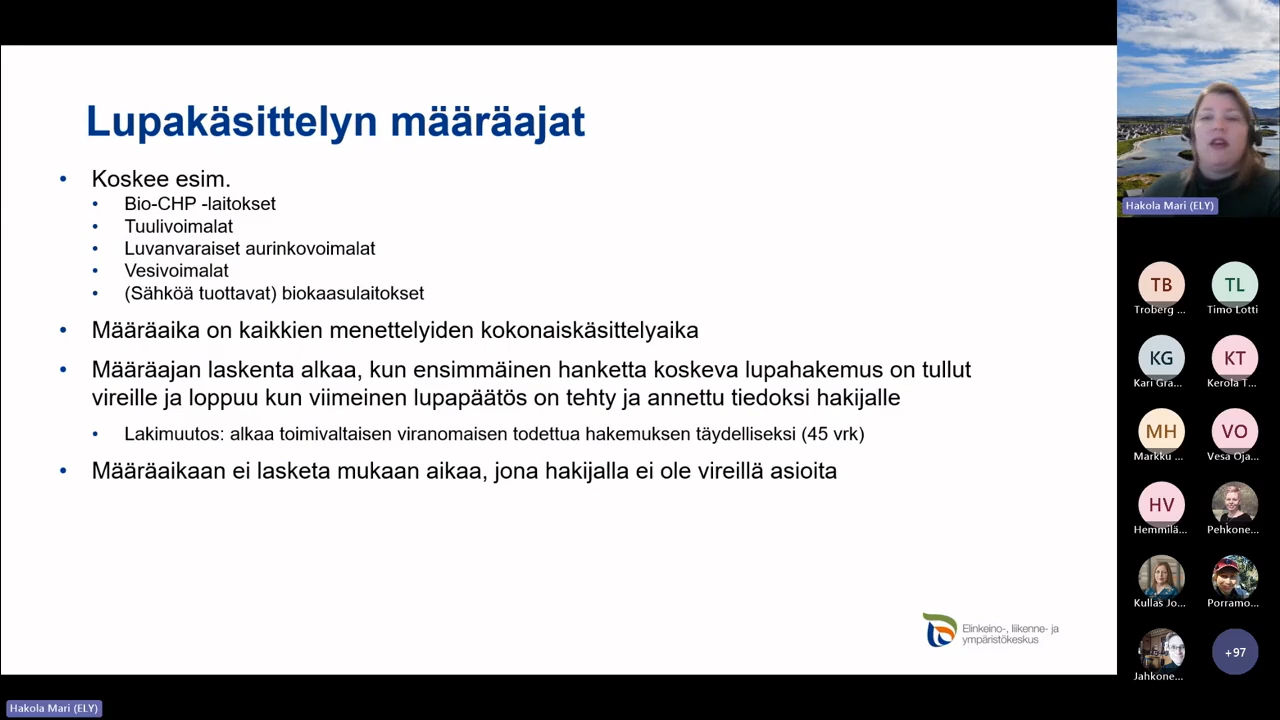 Lupakäsittelyn määräajat
• Koskee esim.
• Bio-CHP -laitokset
• Tuulivoimalat
• Luvanvaraiset aurinkovoimalat
• Vesivoimalat
• (Sähköä tuottavat) biokaasulaitokset
• Määräaika on kaikkien menettelyiden kokonaiskäsittelyaika
• Määräajan laskenta alkaa, kun ensimmäinen hanketta koskeva lupahakemus on tullut
vireille ja loppuu kun viimeinen lupapäätös on tehty ja annettu tiedoksi hakijalle
• Lakimuutos: alkaa toimivaltaisen viranomaisen todettua hakemuksen täydelliseksi (45 vrk)
• Määräaikaan ei lasketa mukaan aikaa, jona hakijalla ei ole vireillä asioita
Elinkeino-, liikenne- ja
ympäristökeskus
Hakola Mari (ELY)
Hakola Mari (ELY)
TB
TL
Troberg ...
Timo Lotti
KG
KT
Kari Gra...
Kerola T...
MH
VO
Markku ...
Vesa Oja...
HV
Hemmilä...
Pehkone...
Kullas Jo...
Porramo...
Jahkone...
+97